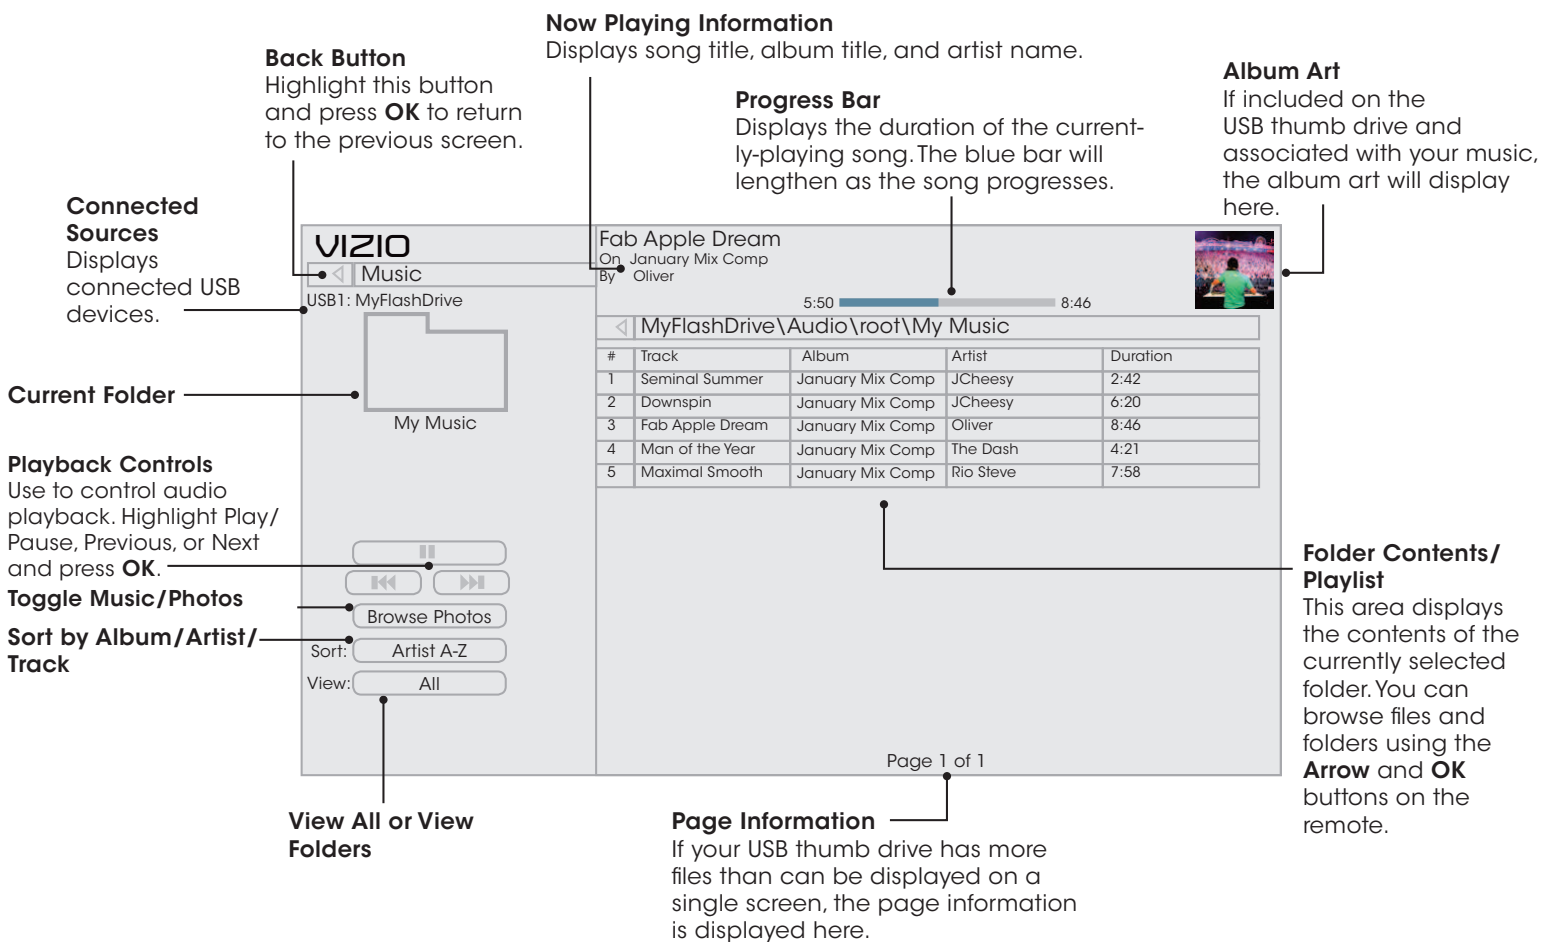 Now Playing Information
Displays song title, album title, and artist name.
Back Button
Highlight this button
and press OK to return
to the previous screen.
Progress Bar
Displays the duration of the current-
ly-playing song. The blue bar will
lengthen as the song progresses.
Album Art
If included on the
USB thumb drive and
associated with your music,
the album art will display
here.
Connected
Sources
Displays
connected USB
devices.
Current Folder
Playback Controls
Use to control audio
playback. Highlight Play/
Pause, Previous, or Next
and press OK.
Toggle Music/Photos
Sort by Album/Artist/
Track
VIZIO
Music
USB1: MyFlashDrive
My Music
Browse Photos
Sort: Artist A-Z
View: All
Fab Apple Dream
On January Mix Comp
By Oliver
5:50 8:46
MyFlashDrive\Audio\root\My Music
# Track Album Artist Duration
1 Seminal Summer January Mix Comp JCheesy 2:42
2 Downspin January Mix Comp JCheesy 6:20
3 Fab Apple Dream January Mix Comp Oliver 8:46
4 Man of the Year January Mix Comp The Dash 4:21
5 Maximal Smooth January Mix Comp Rio Steve 7:58
Page 1 of 1
Folder Contents/
Playlist
This area displays
the contents of the
currently selected
folder. You can
browse files and
folders using the
Arrow and OK
buttons on the
remote.
View All or View
Folders
Page Information
If your USB thumb drive has more
files than can be displayed on a
single screen, the page information
is displayed here.